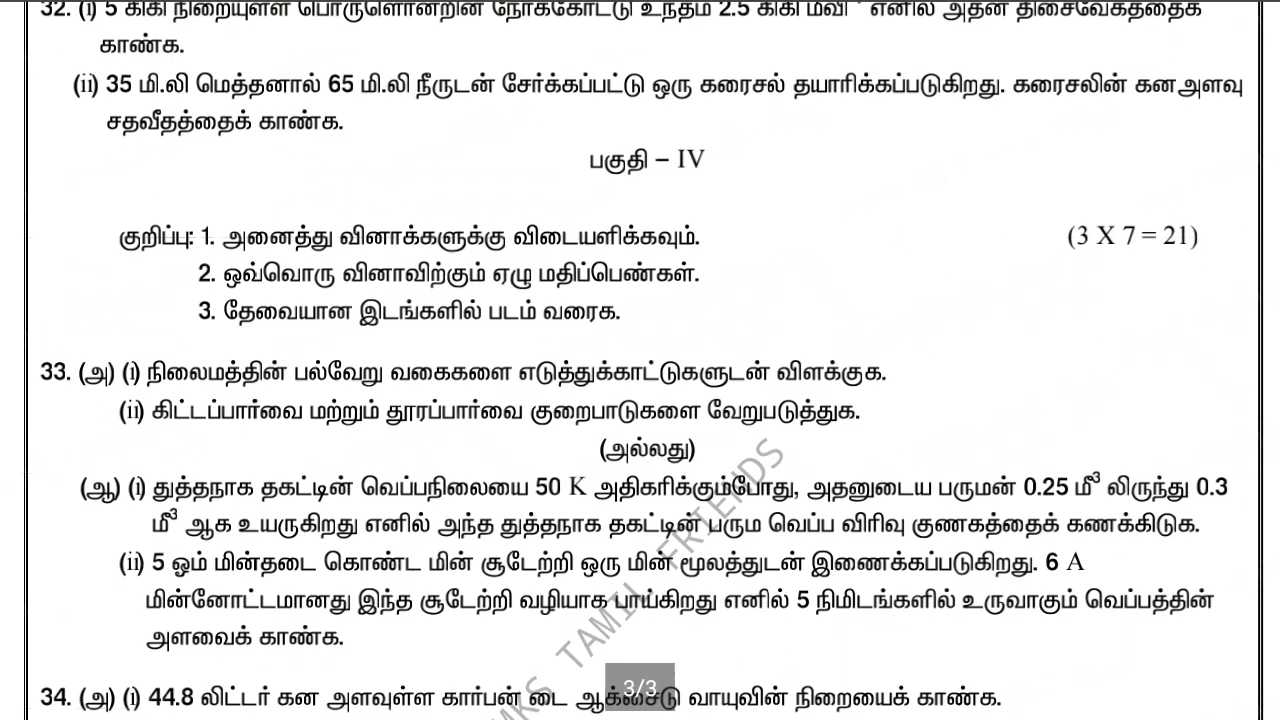 32. (i) 5 கிகி நிறையுள்ள பொருளொன்றின் நேர்க்கோட்டு உந்தம் 2.5 கிகி மீவி⁻¹ எனில் அதன் திசைவேகத்தைக்
காண்க.
(ii) 35 மி.லி மெத்தனால் 65 மி.லி நீருடன் சேர்க்கப்பட்டு ஒரு கரைசல் தயாரிக்கப்படுகிறது. கரைசலின் கனஅளவு
சதவீதத்தைக் காண்க.
பகுதி – IV
குறிப்பு: 1. அனைத்து வினாக்களுக்கு விடையளிக்கவும். (3 X 7 = 21)
2. ஒவ்வொரு வினாவிற்கும் ஏழு மதிப்பெண்கள்.
3. தேவையான இடங்களில் படம் வரைக.
33. (அ) (i) நிலைமத்தின் பல்வேறு வகைகளை எடுத்துக்காட்டுகளுடன் விளக்குக.
(ii) கிட்டப்பார்வை மற்றும் தூரப்பார்வை குறைபாடுகளை வேறுபடுத்துக.
(அல்லது)
(ஆ) (i) துத்தநாக தகட்டின் வெப்பநிலையை 50 K அதிகரிக்கும்போது, அதனுடைய பருமன் 0.25 மீ³ லிருந்து 0.3
மீ³ ஆக உயருகிறது எனில் அந்த துத்தநாக தகட்டின் பரும வெப்ப விரிவு குணகத்தைக் கணக்கிடுக.
(ii) 5 ஓம் மின்தடை கொண்ட மின் சூடேற்றி ஒரு மின் மூலத்துடன் இணைக்கப்படுகிறது. 6 A
மின்னோட்டமானது இந்த சூடேற்றி வழியாக பாய்கிறது எனில் 5 நிமிடங்களில் உருவாகும் வெப்பத்தின்
அளவைக் காண்க.
34. (அ) (i) 44.8 லிட்டர் கன அளவுள்ள கார்பன் டை ஆக்சைடு வாயுவின் நிறையைக் காண்க.
3/3
MKS TAMIL FRIENDS